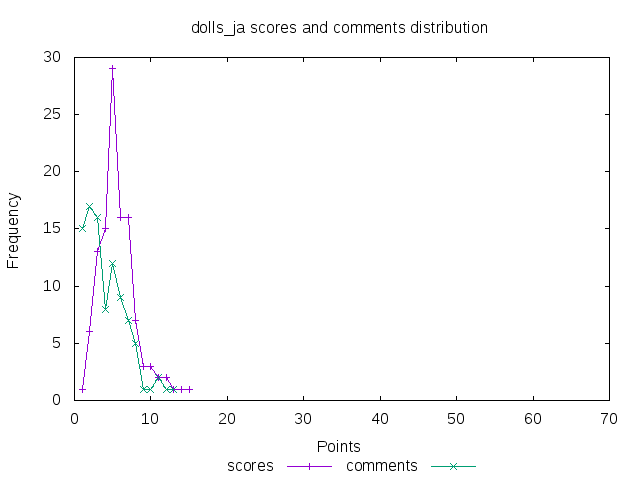 dolls_ja scores and comments distribution
30
25
20
15
10
5
0
Frequency
0 10 20 30 40 50 60 70
Points
scores comments